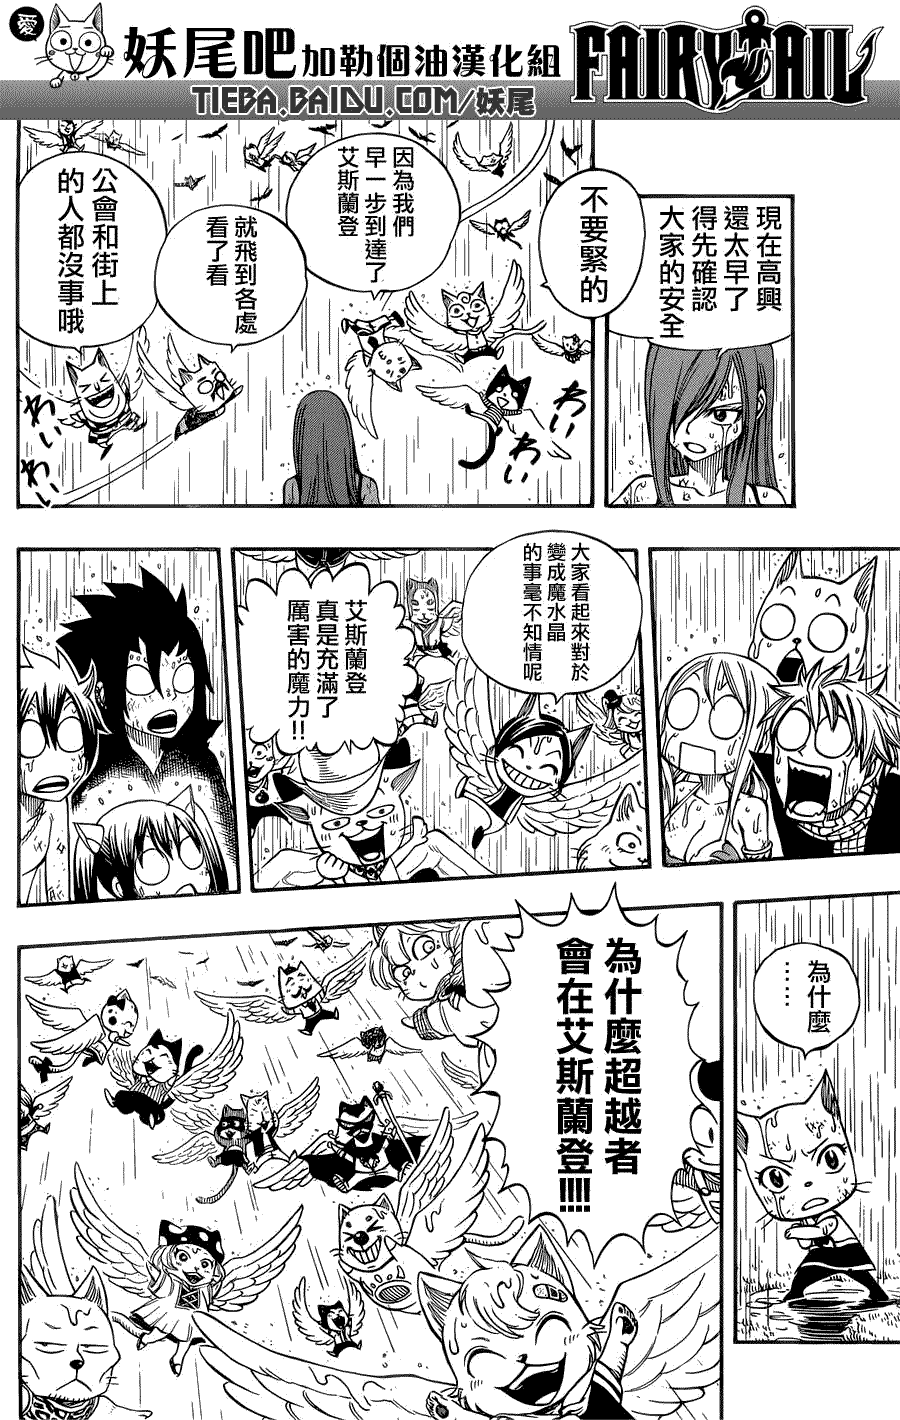 愛
妖尾吧加勒個油漢化組
TIEBA.BAIDU.COM/妖尾
FAIRY TAIL
現在高興
還太早了
得先確認
大家的安全
不要緊的
因為我們
早一步到達了
艾斯蘭登
就飛到各處
看了看
公會和街上
的人都沒事哦
わいわい
わいわい
大家看起來對於
變成魔水晶
的事毫不知情呢
艾斯蘭登
真是充滿了
厲害的魔力!!
為什麼
……
為什麼超越者
會在艾斯蘭登!!!!